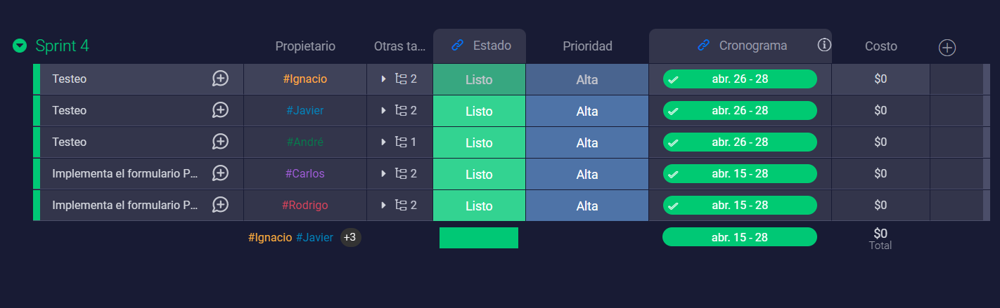 Sprint 4 Propietario Otras ta... Estado Prioridad Cronograma Costo
Testeo #Ignacio 2 Listo Alta abr. 26 - 28 $0
Testeo #Javier 2 Listo Alta abr. 26 - 28 $0
Testeo #André 1 Listo Alta abr. 26 - 28 $0
Implementa el formulario P... #Carlos 2 Listo Alta abr. 15 - 28 $0
Implementa el formulario P... #Rodrigo 2 Listo Alta abr. 15 - 28 $0
#Ignacio #Javier +3 abr. 15 - 28 $0
Total